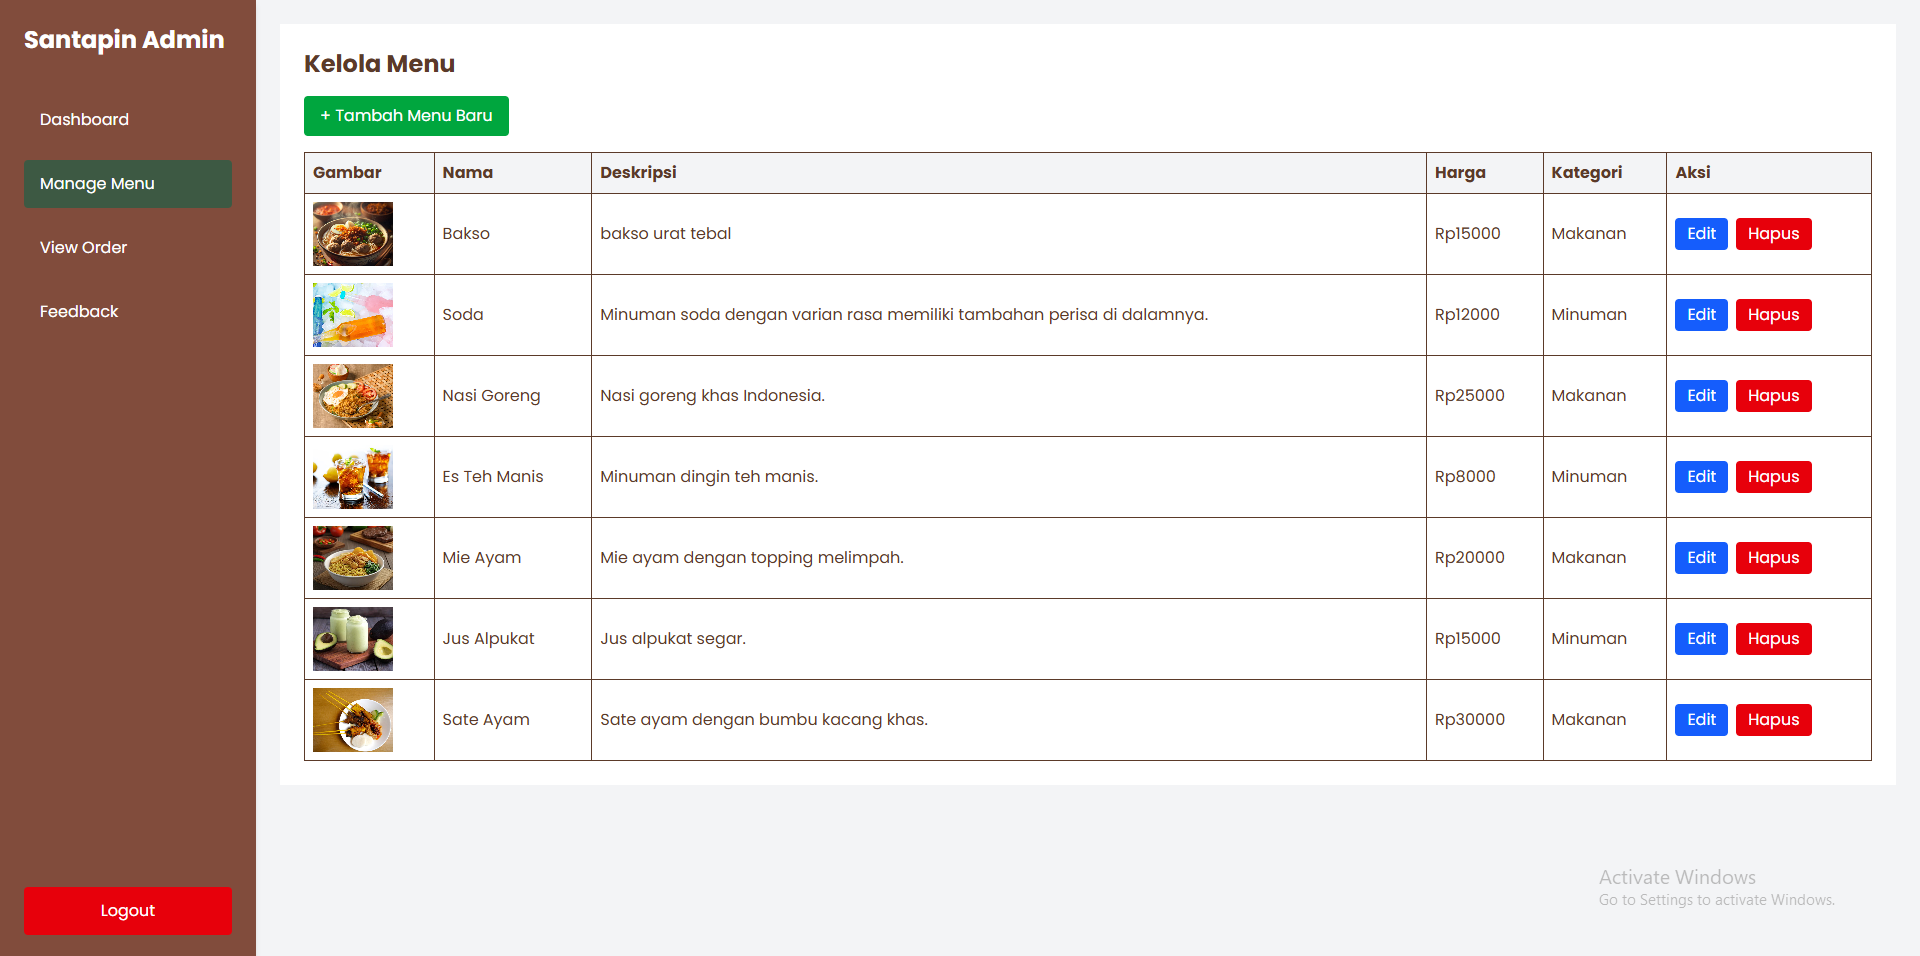 Santapin Admin
Dashboard
Manage Menu
View Order
Feedback
Logout
Kelola Menu
+ Tambah Menu Baru
Gambar Nama Deskripsi Harga Kategori Aksi
Bakso bakso urat tebal Rp15000 Makanan Edit Hapus
Soda Minuman soda dengan varian rasa memiliki tambahan perisa di dalamnya. Rp12000 Minuman Edit Hapus
Nasi Goreng Nasi goreng khas Indonesia. Rp25000 Makanan Edit Hapus
Es Teh Manis Minuman dingin teh manis. Rp8000 Minuman Edit Hapus
Mie Ayam Mie ayam dengan topping melimpah. Rp20000 Makanan Edit Hapus
Jus Alpukat Jus alpukat segar. Rp15000 Minuman Edit Hapus
Sate Ayam Sate ayam dengan bumbu kacang khas. Rp30000 Makanan Edit Hapus
Activate Windows
Go to Settings to activate Windows.